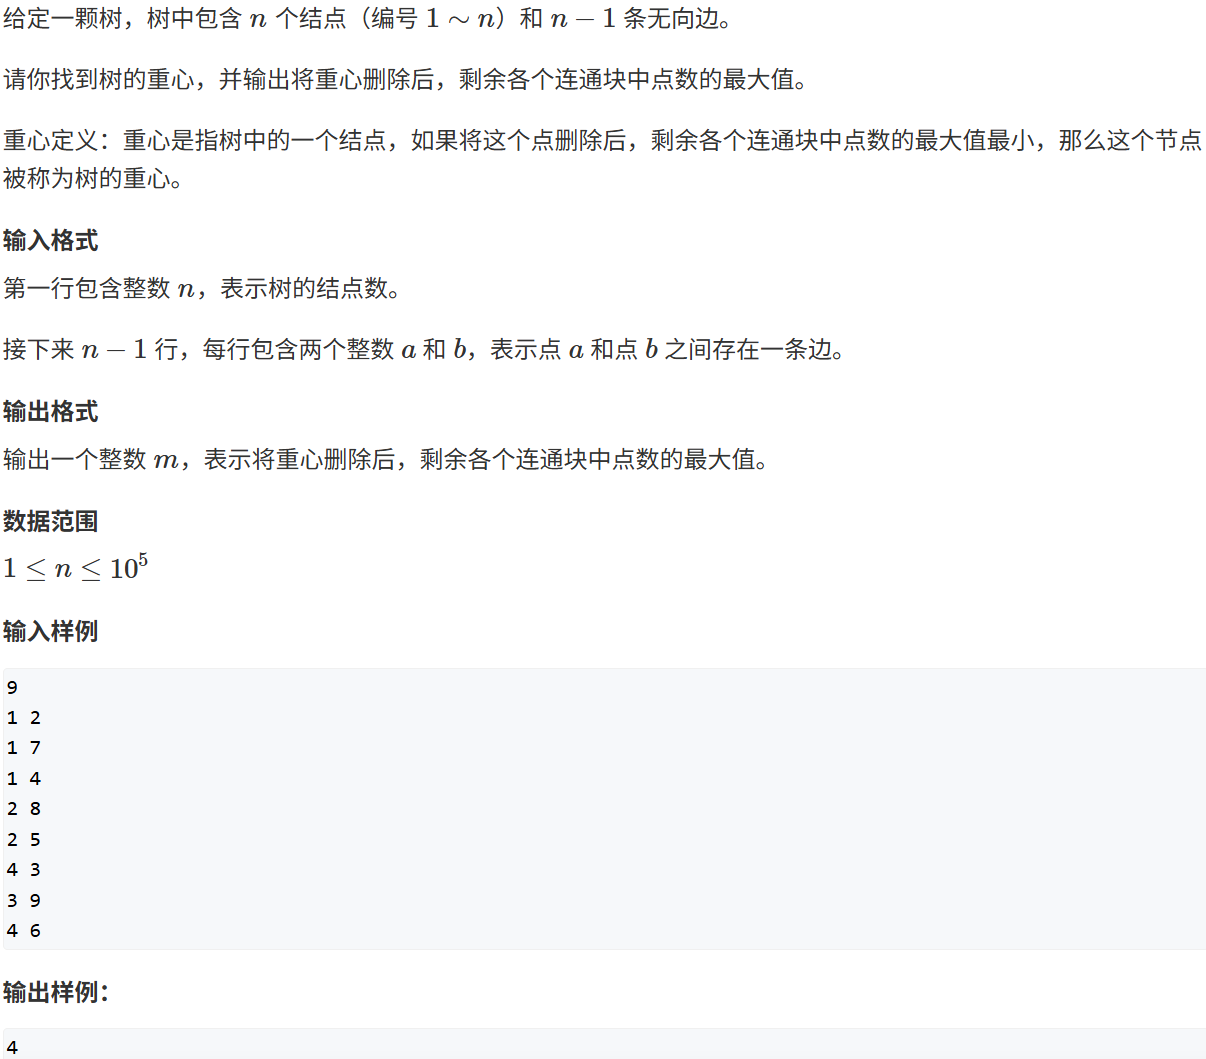 给定一颗树，树中包含 n 个结点（编号 1 ∼ n）和 n − 1 条无向边。
请你找到树的重心，并输出将重心删除后，剩余各个连通块中点数的最大值。
重心定义：重心是指树中的一个结点，如果将这个点删除后，剩余各个连通块中点数的最大值最小，那么这个节点
被称为树的重心。
输入格式
第一行包含整数 n，表示树的结点数。
接下来 n − 1 行，每行包含两个整数 a 和 b，表示点 a 和点 b 之间存在一条边。
输出格式
输出一个整数 m，表示将重心删除后，剩余各个连通块中点数的最大值。
数据范围
1 ≤ n ≤ 10⁵
输入样例
9
1 2
1 7
1 4
2 8
2 5
4 3
3 9
4 6
输出样例：
4